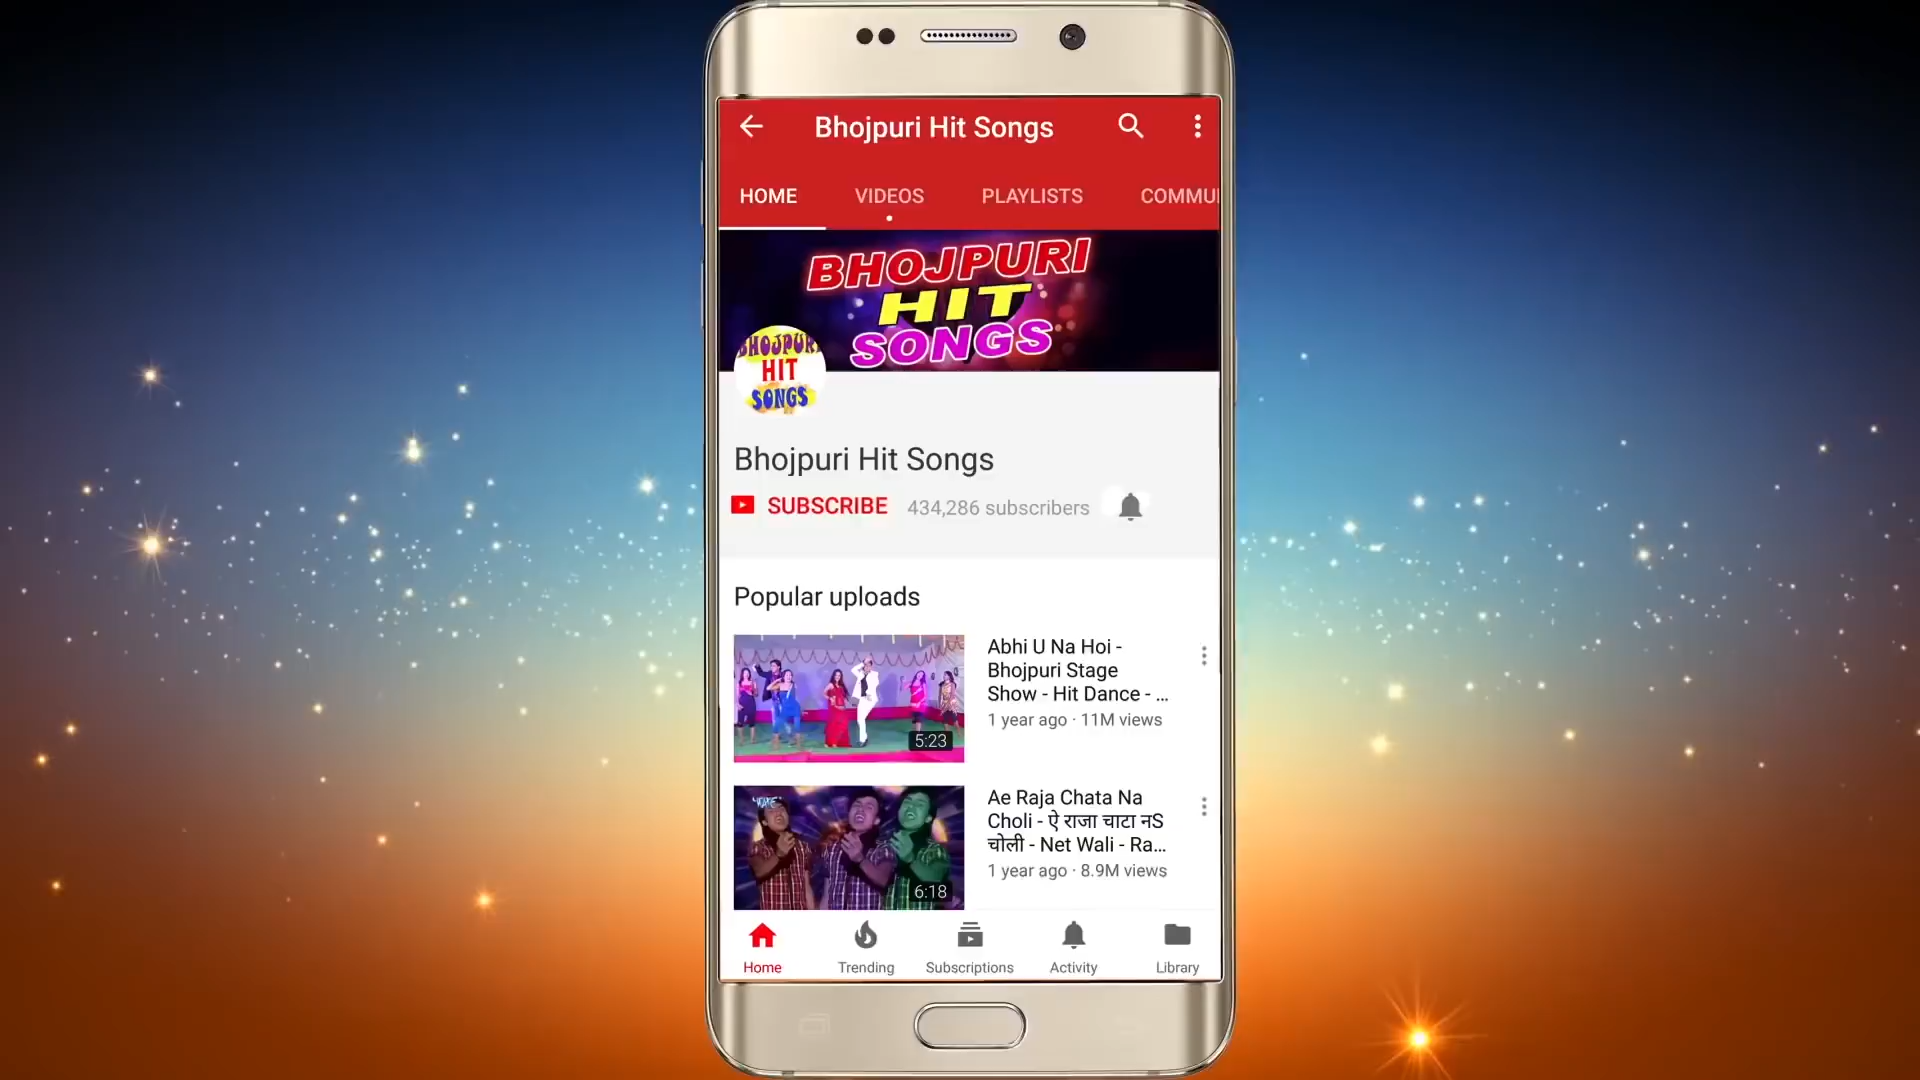 Bhojpuri Hit Songs
HOME VIDEOS PLAYLISTS COMMU
BHOJPURI
HIT
SONGS
BHOJPURI
HIT
SONGS
Bhojpuri Hit Songs
SUBSCRIBE 434,286 subscribers
Popular uploads
Abhi U Na Hoi -
Bhojpuri Stage
Show - Hit Dance - ...
1 year ago · 11M views
5:23
WAVE
Ae Raja Chata Na
Choli - ऐ राजा चाटा नS
चोली - Net Wali - Ra...
1 year ago · 8.9M views
6:18
Home Trending Subscriptions Activity Library